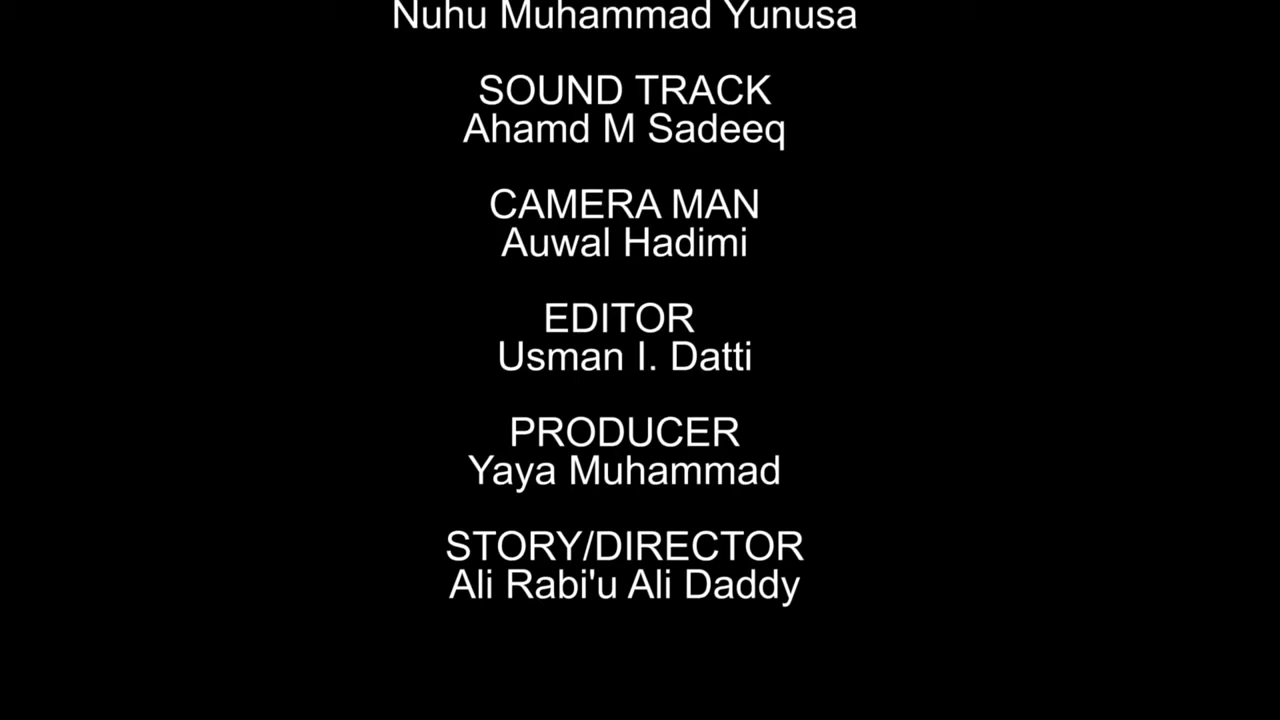 Nuhu Muhammad Yunusa
SOUND TRACK
Ahamd M Sadeeq
CAMERA MAN
Auwal Hadimi
EDITOR
Usman I. Datti
PRODUCER
Yaya Muhammad
STORY/DIRECTOR
Ali Rabi'u Ali Daddy